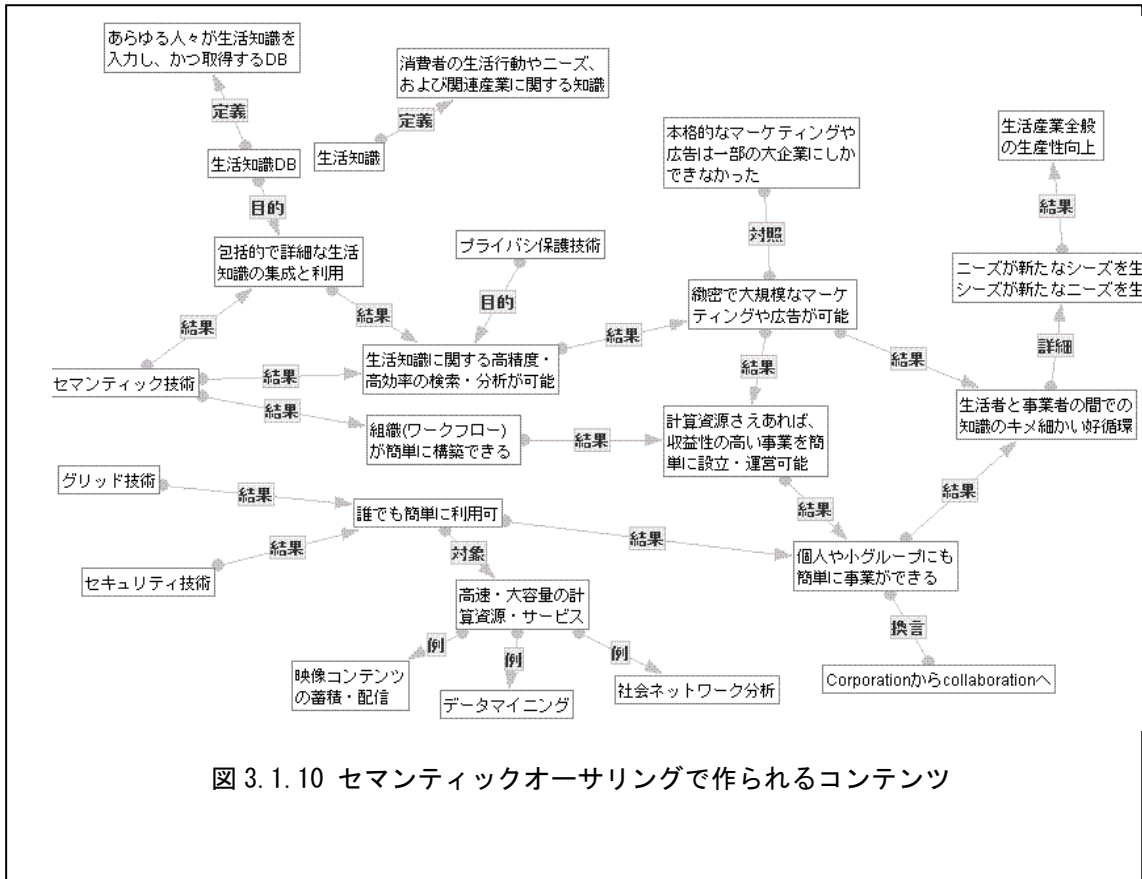 あらゆる人々が生活知識を
入力し、かつ取得するDB
消費者の生活行動やニーズ、
および関連産業に関する知識
定義
定義
生活知識DB
生活知識
本格的なマーケティングや
広告は一部の大企業にしか
できなかった
生活産業全般
の生産性向上
目的
結果
対照
包括的で詳細な生活
知識の集成と利用
プライバシ保護技術
ニーズが新たなシーズを生
シーズが新たなニーズを生
目的
緻密で大規模なマーケ
ティングや広告が可能
結果
結果
結果
詳細
結果
結果
生活知識に関する高精度・
高効率の検索・分析が可能
結果
セマンティック技術
結果
生活者と事業者の間での
知識のキメ細かい好循環
組織(ワークフロー)
が簡単に構築できる
結果
計算資源さえあれば、
収益性の高い事業を簡
単に設立・運営可能
グリッド技術
結果
結果
結果
誰でも簡単に利用可
結果
結果
対象
個人や小グループにも
簡単に事業ができる
セキュリティ技術
高速・大容量の計
算資源・サービス
換言
例
例
例
映像コンテンツ
の蓄積・配信
データマイニング
社会ネットワーク分析
Corporationからcollaborationへ
図 3.1.10 セマンティックオーサリングで作られるコンテンツ